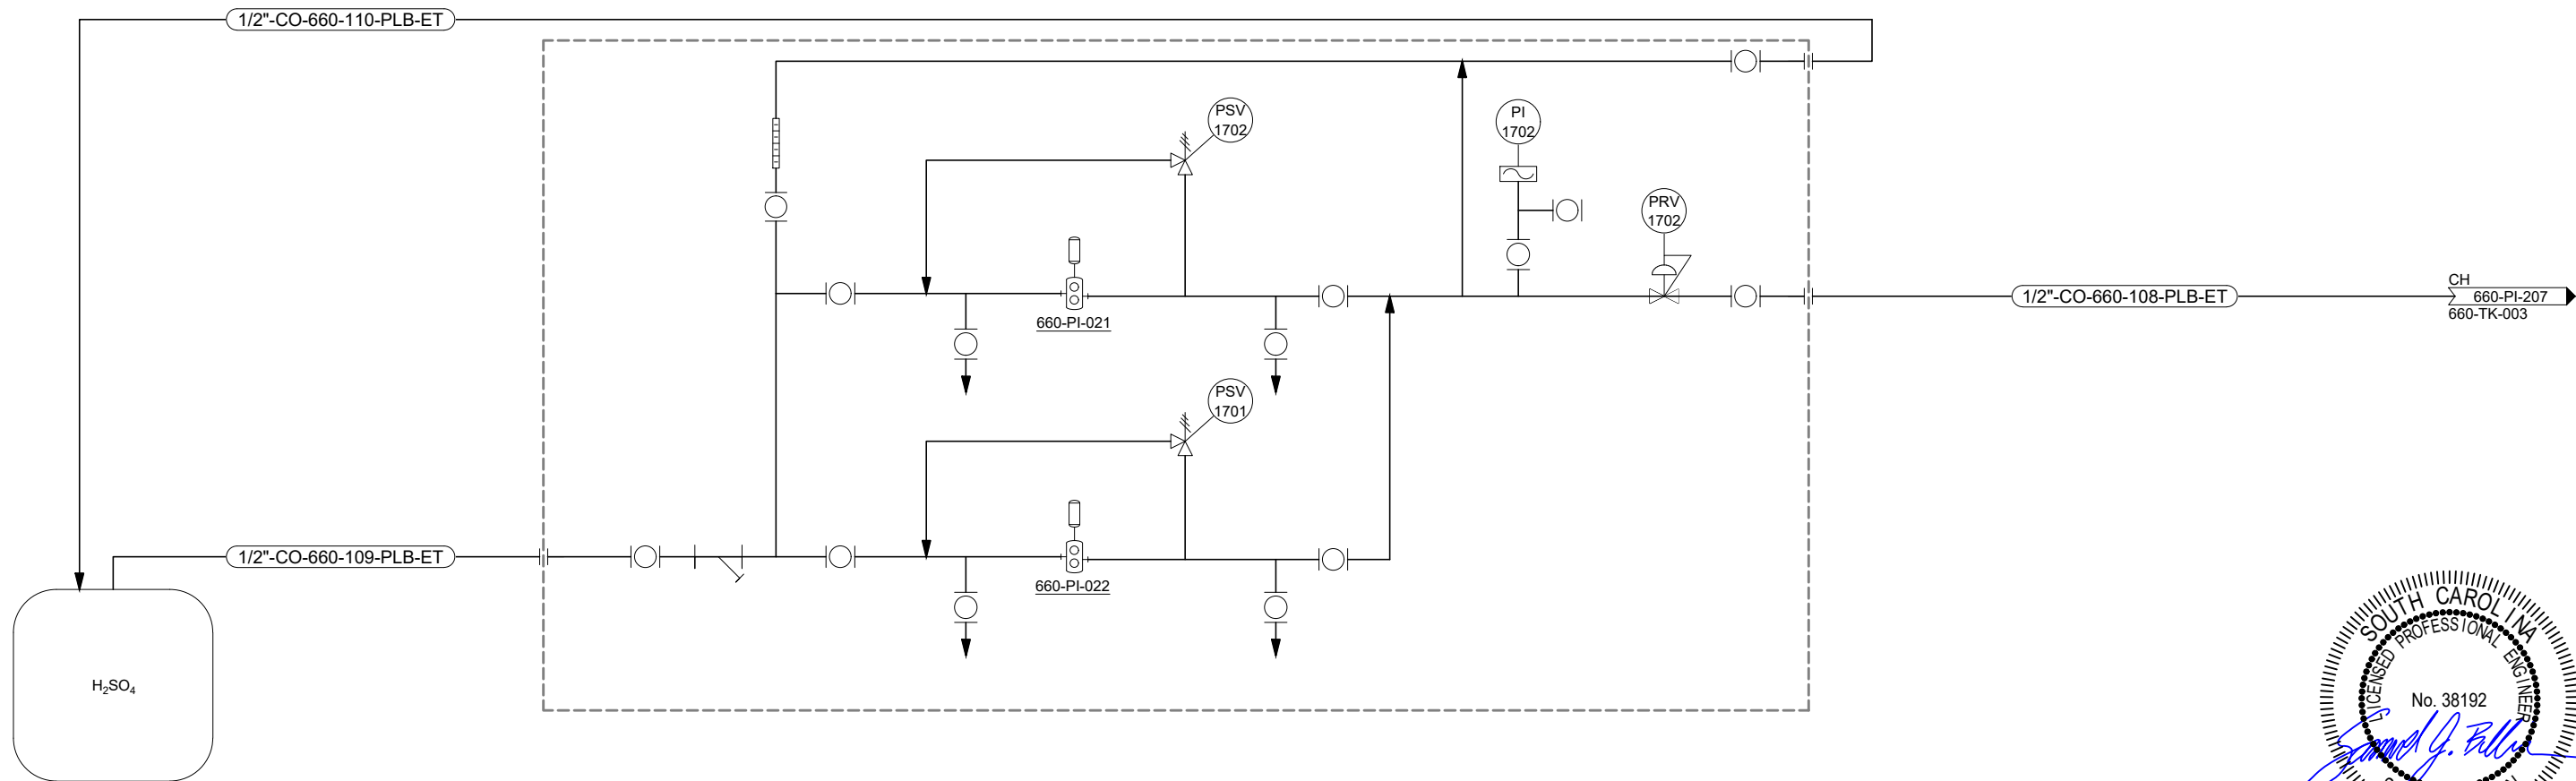 1/2"-CO-660-110-PLB-ET
PSV
1702
PI
1702
PRV
1702
660-PI-021
1/2"-CO-660-108-PLB-ET
CH
660-PI-207
660-TK-003
PSV
1701
1/2"-CO-660-109-PLB-ET
660-PI-022
H₂SO₄
SOUTH CAROLINA
LICENSED PROFESSIONAL ENGINEER
No. 38192